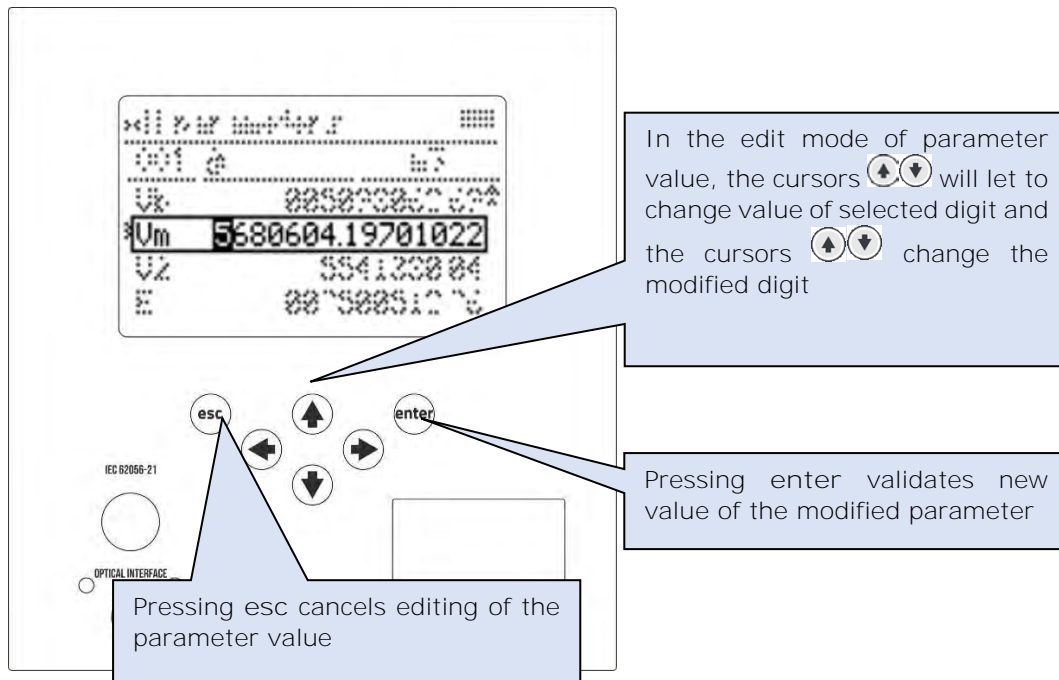 In the edit mode of parameter
value, the cursors will let to
change value of selected digit and
the cursors change the
modified digit
Vm 5680604.19701022
esc
enter
IEC 62056-21
Pressing enter validates new
value of the modified parameter
OPTICAL INTERFACE
Pressing esc cancels editing of the
parameter value